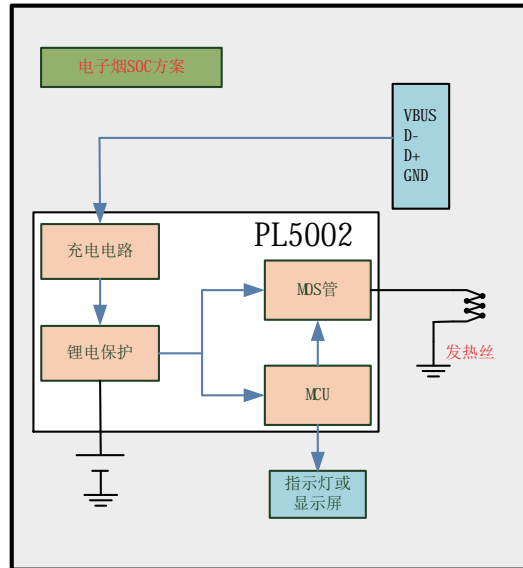 电子烟SOC方案
VBUS
D-
D+
GND
PL5002
充电电路
MOS管
锂电保护
发热丝
MCU
指示灯或
显示屏